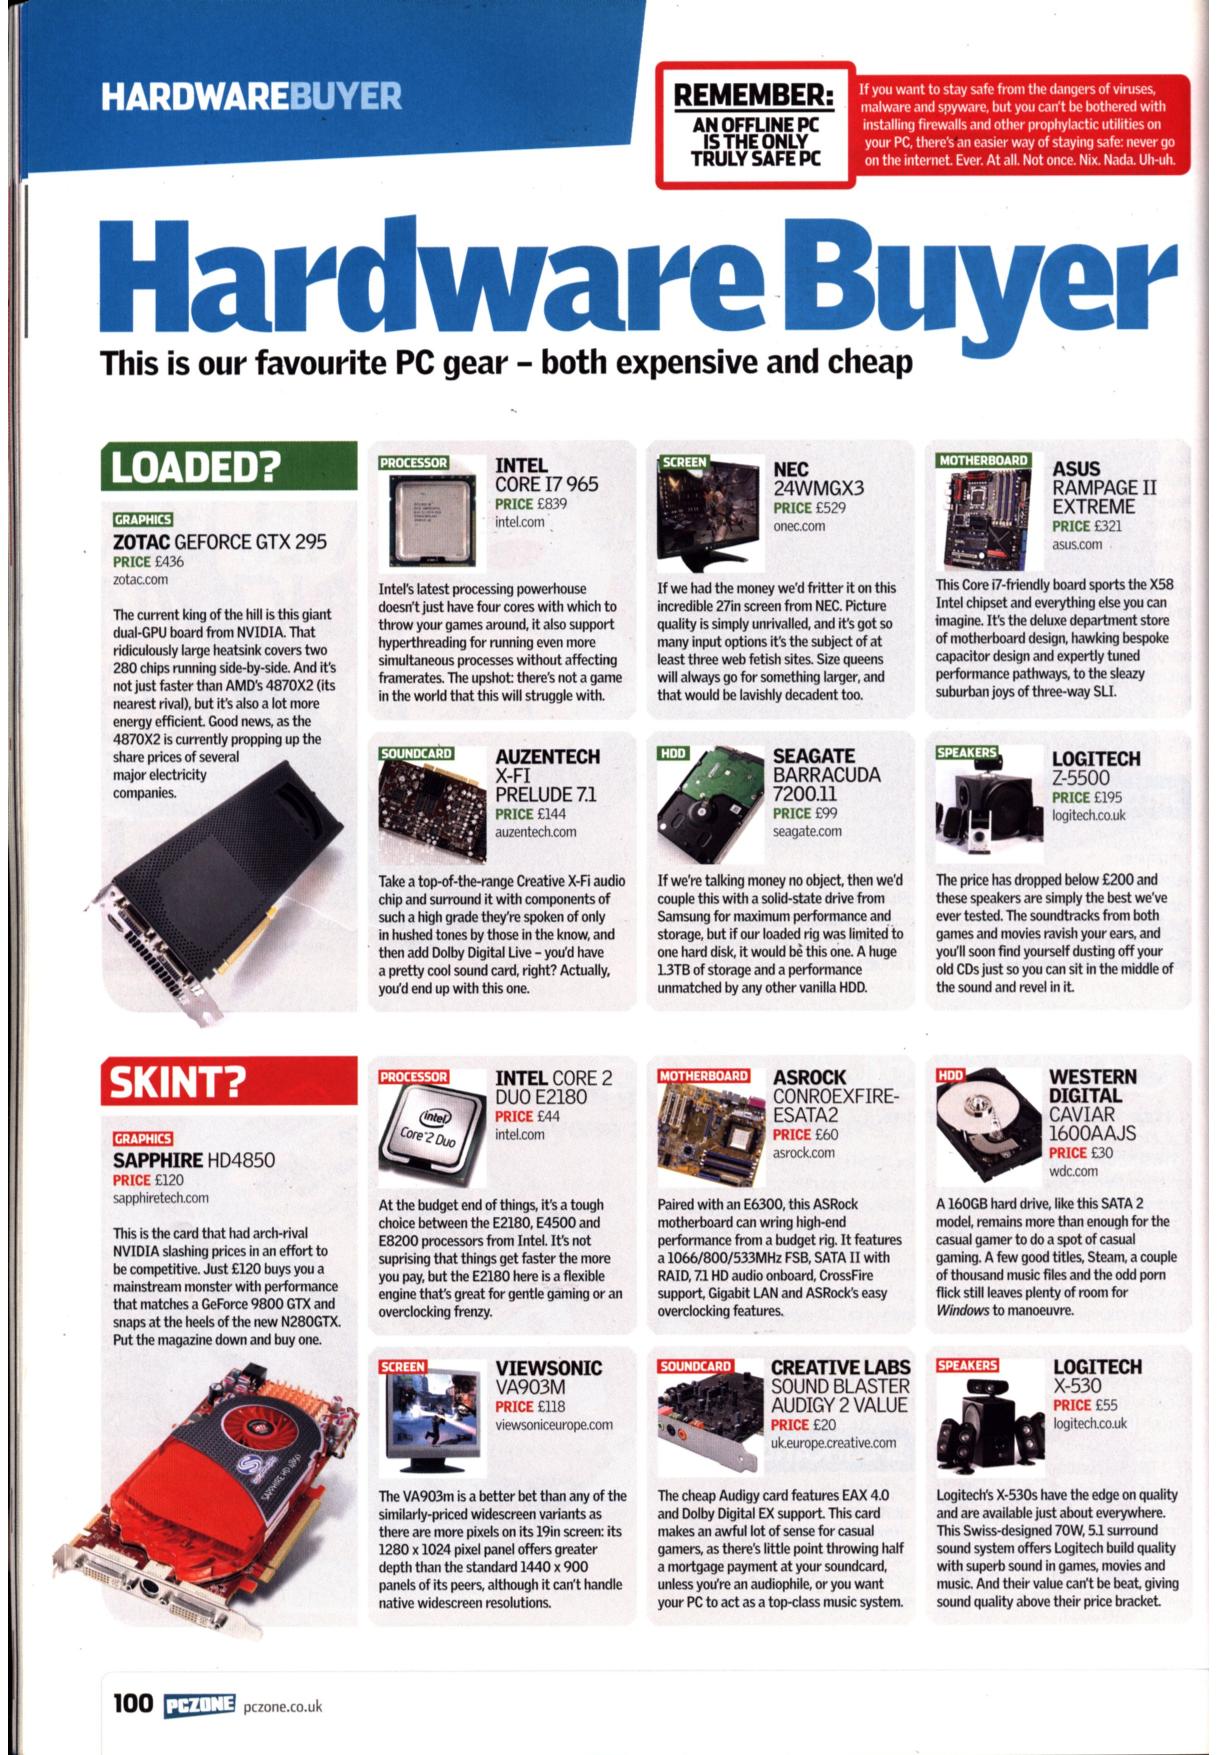 HARDWAREBUYER
REMEMBER:
AN OFFLINE PC
IS THE ONLY
TRULY SAFE PC
If you want to stay safe from the dangers of viruses,
malware and spyware, but you can't be bothered with
installing firewalls and other prophylactic utilities on
your PC, there's an easier way of staying safe: never go
on the internet. Ever. At all. Not once. Nix. Nada. Uh-uh.
Hardware Buyer
This is our favourite PC gear – both expensive and cheap
LOADED?
GRAPHICS
ZOTAC GEFORCE GTX 295
PRICE £436
zotac.com
The current king of the hill is this giant
dual-GPU board from NVIDIA. That
ridiculously large heatsink covers two
280 chips running side-by-side. And it's
not just faster than AMD's 4870X2 (its
nearest rival), but it's also a lot more
energy efficient. Good news, as the
4870X2 is currently propping up the
share prices of several
major electricity
companies.
PROCESSOR
INTEL
CORE I7 965
PRICE £839
intel.com
Intel's latest processing powerhouse
doesn't just have four cores with which to
throw your games around, it also support
hyperthreading for running even more
simultaneous processes without affecting
framerates. The upshot: there's not a game
in the world that this will struggle with.
SCREEN
NEC
24WMGX3
PRICE £529
onec.com
If we had the money we'd fritter it on this
incredible 27in screen from NEC. Picture
quality is simply unrivalled, and it's got so
many input options it's the subject of at
least three web fetish sites. Size queens
will always go for something larger, and
that would be lavishly decadent too.
MOTHERBOARD
ASUS
RAMPAGE II
EXTREME
PRICE £321
asus.com
This Core i7-friendly board sports the X58
Intel chipset and everything else you can
imagine. It's the deluxe department store
of motherboard design, hawking bespoke
capacitor design and expertly tuned
performance pathways, to the sleazy
suburban joys of three-way SLI.
SOUNDCARD
AUZENTECH
X-FI
PRELUDE 7.1
PRICE £144
auzentech.com
Take a top-of-the-range Creative X-Fi audio
chip and surround it with components of
such a high grade they're spoken of only
in hushed tones by those in the know, and
then add Dolby Digital Live – you'd have
a pretty cool sound card, right? Actually,
you'd end up with this one.
HDD
SEAGATE
BARRACUDA
7200.11
PRICE £99
seagate.com
If we're talking money no object, then we'd
couple this with a solid-state drive from
Samsung for maximum performance and
storage, but if our loaded rig was limited to
one hard disk, it would be this one. A huge
1.3TB of storage and a performance
unmatched by any other vanilla HDD.
SPEAKERS
LOGITECH
Z-5500
PRICE £195
logitech.co.uk
The price has dropped below £200 and
these speakers are simply the best we've
ever tested. The soundtracks from both
games and movies ravish your ears, and
you'll soon find yourself dusting off your
old CDs just so you can sit in the middle of
the sound and revel in it.
SKINT?
GRAPHICS
SAPPHIRE HD4850
PRICE £120
sapphiretech.com
This is the card that had arch-rival
NVIDIA slashing prices in an effort to
be competitive. Just £120 buys you a
mainstream monster with performance
that matches a GeForce 9800 GTX and
snaps at the heels of the new N280GTX.
Put the magazine down and buy one.
SAPPHIRE HD 4850
PROCESSOR
intel
Core 2 Duo
INTEL CORE 2
DUO E2180
PRICE £44
intel.com
At the budget end of things, it's a tough
choice between the E2180, E4500 and
E8200 processors from Intel. It's not
suprising that things get faster the more
you pay, but the E2180 here is a flexible
engine that's great for gentle gaming or an
overclocking frenzy.
MOTHERBOARD
ASROCK
CONROEXFIRE-
ESATA2
PRICE £60
asrock.com
Paired with an E6300, this ASRock
motherboard can wring high-end
performance from a budget rig. It features
a 1066/800/533MHz FSB, SATA II with
RAID, 7.1 HD audio onboard, CrossFire
support, Gigabit LAN and ASRock's easy
overclocking features.
HDD
WESTERN
DIGITAL
CAVIAR
1600AAJS
PRICE £30
wdc.com
A 160GB hard drive, like this SATA 2
model, remains more than enough for the
casual gamer to do a spot of casual
gaming. A few good titles, Steam, a couple
of thousand music files and the odd porn
flick still leaves plenty of room for
Windows to manoeuvre.
SCREEN
VIEWSONIC
VA903M
PRICE £118
viewsoniceurope.com
The VA903m is a better bet than any of the
similarly-priced widescreen variants as
there are more pixels on its 19in screen: its
1280 x 1024 pixel panel offers greater
depth than the standard 1440 x 900
panels of its peers, although it can't handle
native widescreen resolutions.
SOUNDCARD
CREATIVE LABS
SOUND BLASTER
AUDIGY 2 VALUE
PRICE £20
uk.europe.creative.com
The cheap Audigy card features EAX 4.0
and Dolby Digital EX support. This card
makes an awful lot of sense for casual
gamers, as there's little point throwing half
a mortgage payment at your soundcard,
unless you're an audiophile, or you want
your PC to act as a top-class music system.
SPEAKERS
LOGITECH
X-530
PRICE £55
logitech.co.uk
Logitech's X-530s have the edge on quality
and are available just about everywhere.
This Swiss-designed 70W, 5.1 surround
sound system offers Logitech build quality
with superb sound in games, movies and
music. And their value can't be beat, giving
sound quality above their price bracket.
100 PCZONE pczone.co.uk